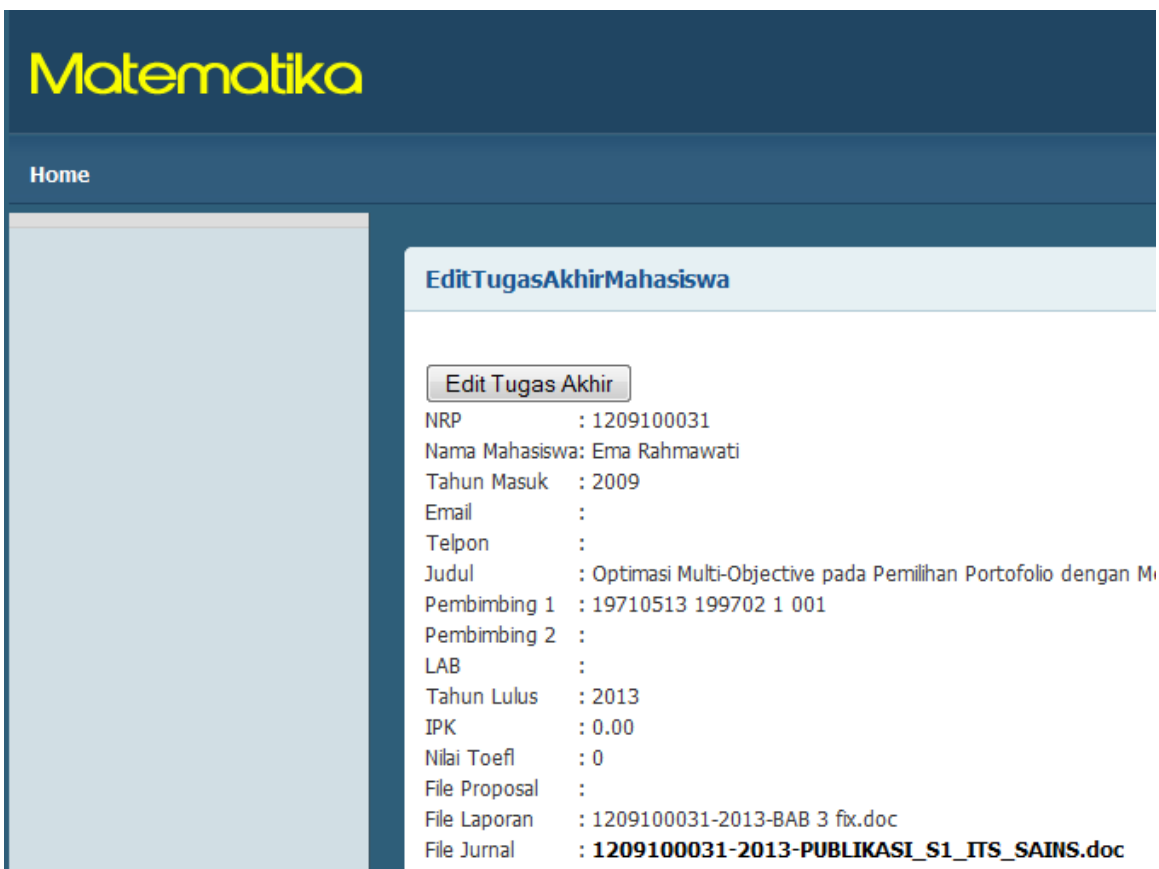 Matematika
Home
EditTugasAkhirMahasiswa
Edit Tugas Akhir
NRP : 1209100031
Nama Mahasiswa: Ema Rahmawati
Tahun Masuk : 2009
Email :
Telpon :
Judul : Optimasi Multi-Objective pada Pemilihan Portofolio dengan
Pembimbing 1 : 19710513 199702 1 001
Pembimbing 2 :
LAB :
Tahun Lulus : 2013
IPK : 0.00
Nilai Toefl : 0
File Proposal :
File Laporan : 1209100031-2013-BAB 3 fix.doc
File Jurnal : 1209100031-2013-PUBLIKASI_S1_ITS_SAINS.doc